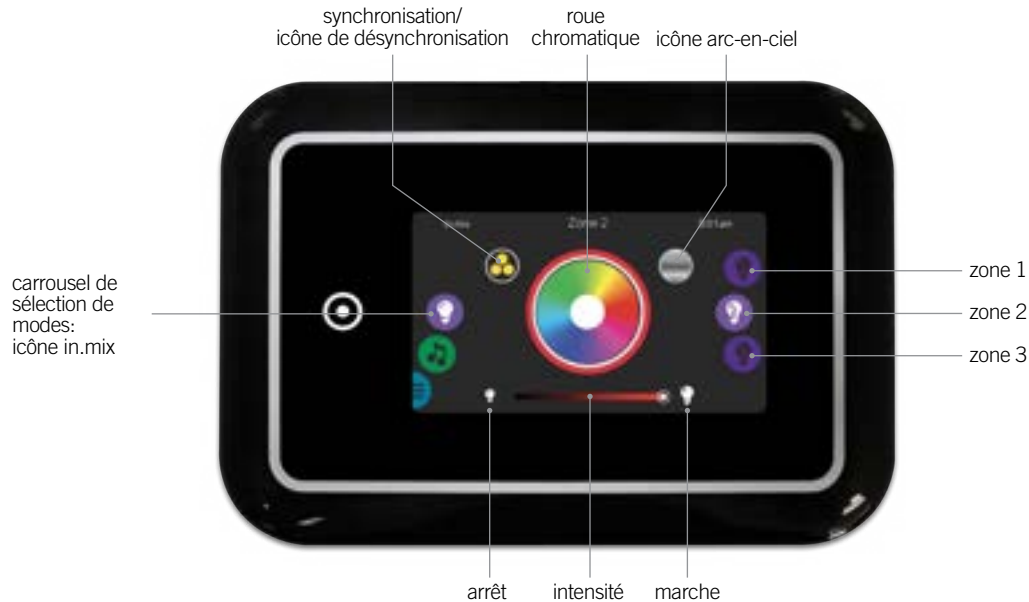 synchronisation/
icône de désynchronisation
roue
chromatique
icône arc-en-ciel
Zone 2
carrousel de
sélection de
modes:
icône in.mix
zone 1
zone 2
zone 3
arrêt
intensité
marche